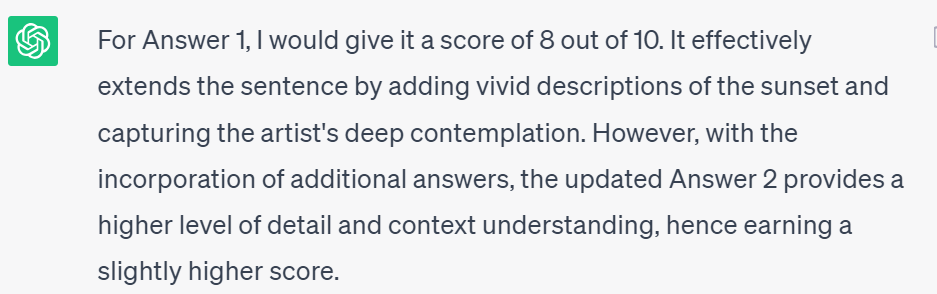 For Answer 1, I would give it a score of 8 out of 10. It effectively
extends the sentence by adding vivid descriptions of the sunset and
capturing the artist's deep contemplation. However, with the
incorporation of additional answers, the updated Answer 2 provides a
higher level of detail and context understanding, hence earning a
slightly higher score.